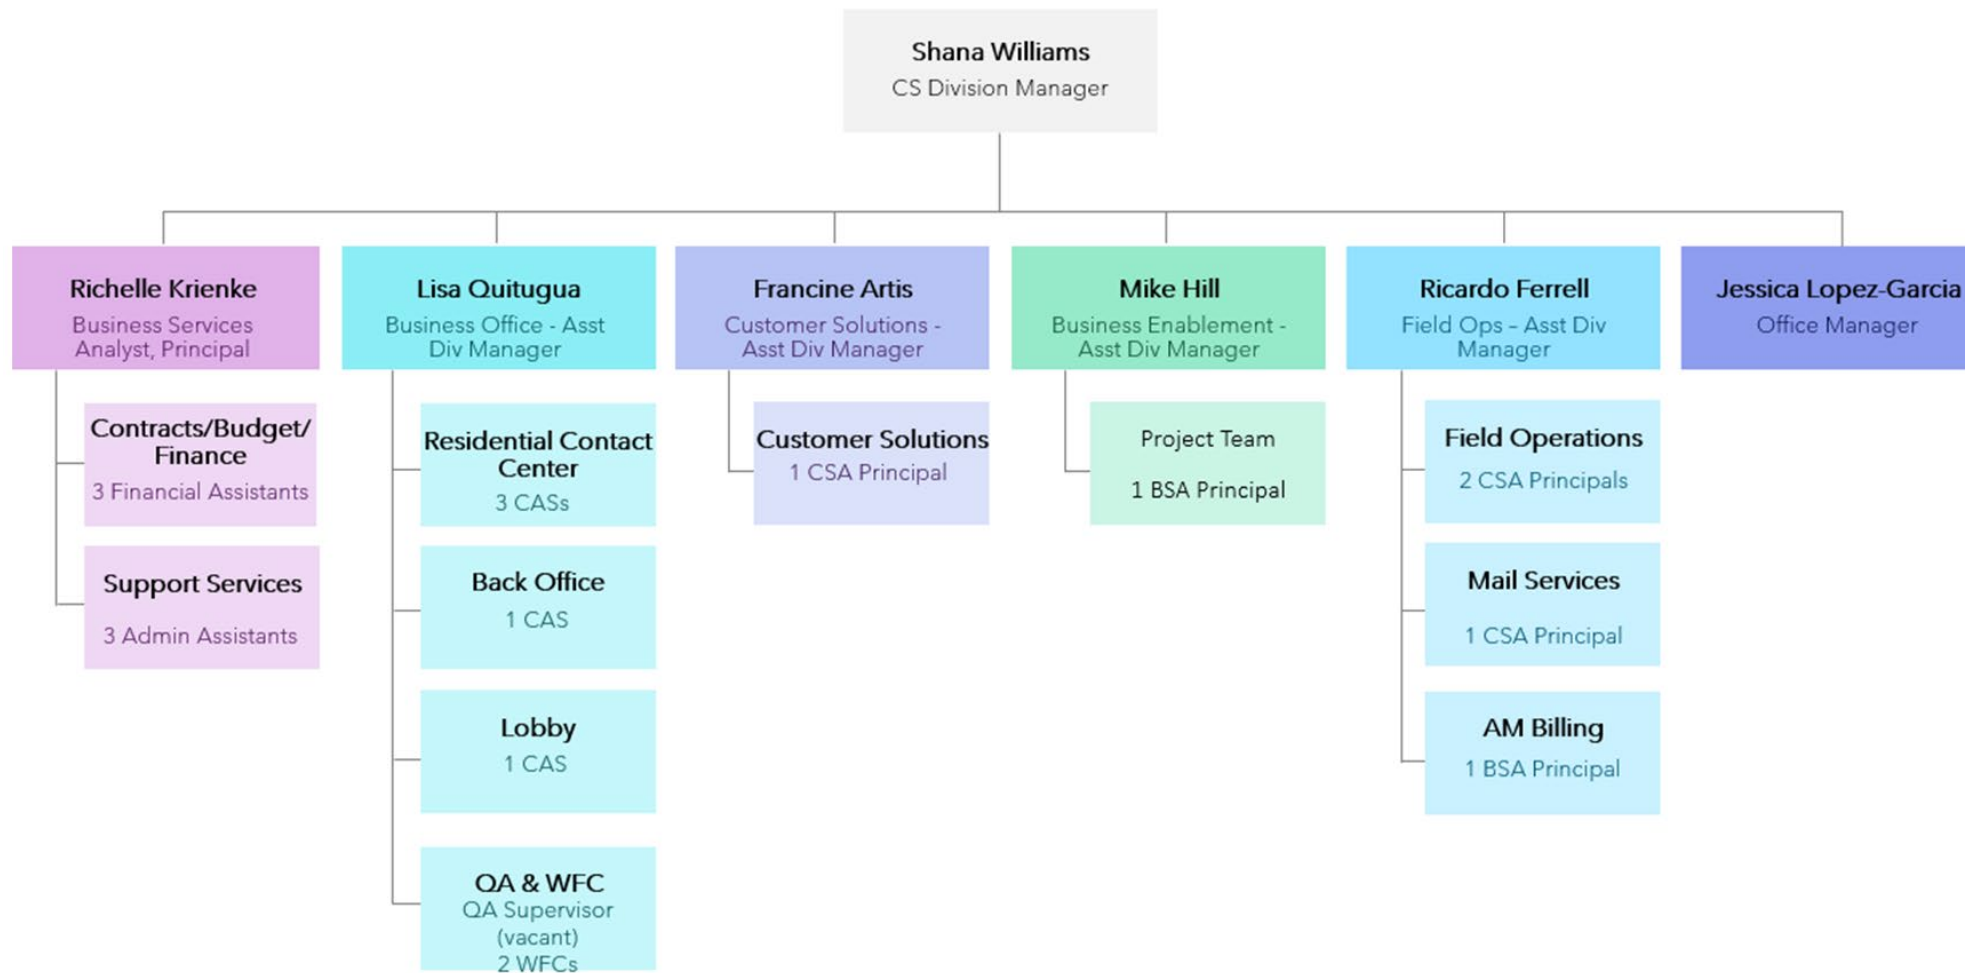 Shana Williams
CS Division Manager
Richelle Krienke
Business Services
Analyst, Principal
Contracts/Budget/
Finance
3 Financial Assistants
Support Services
3 Admin Assistants
Lisa Quitugua
Business Office - Asst
Div Manager
Residential Contact
Center
3 CASs
Back Office
1 CAS
Lobby
1 CAS
QA & WFC
QA Supervisor
(vacant)
2 WFCs
Francine Artis
Customer Solutions -
Asst Div Manager
Customer Solutions
1 CSA Principal
Mike Hill
Business Enablement -
Asst Div Manager
Project Team
1 BSA Principal
Ricardo Ferrell
Field Ops – Asst Div
Manager
Field Operations
2 CSA Principals
Mail Services
1 CSA Principal
AM Billing
1 BSA Principal
Jessica Lopez-Garcia
Office Manager